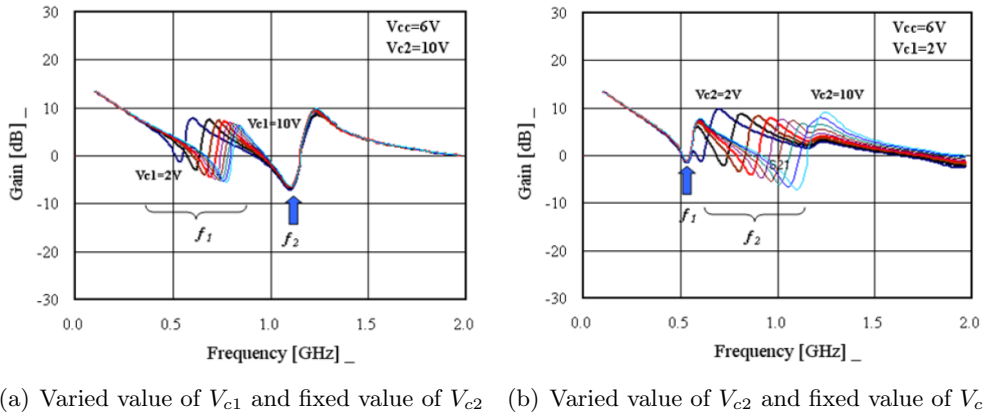 30
20
10
0
-10
-20
-30
Gain [dB] _
Vcc=6V
Vc2=10V
Vc1=10V
Vc1=2V
f1
f2
0.0 0.5 1.0 1.5 2.0
Frequency [GHz] _
30
20
10
0
-10
-20
-30
Gain [dB] _
Vcc=6V
Vc1=2V
Vc2=2V
Vc2=10V
S21
f1
f2
0.0 0.5 1.0 1.5 2.0
Frequency [GHz] _
(a) Varied value of Vc1 and fixed value of Vc2
(b) Varied value of Vc2 and fixed value of Vc